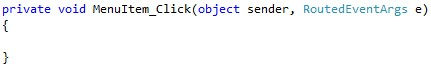 private void MenuItem_Click(object sender, RoutedEventArgs e)
{
}